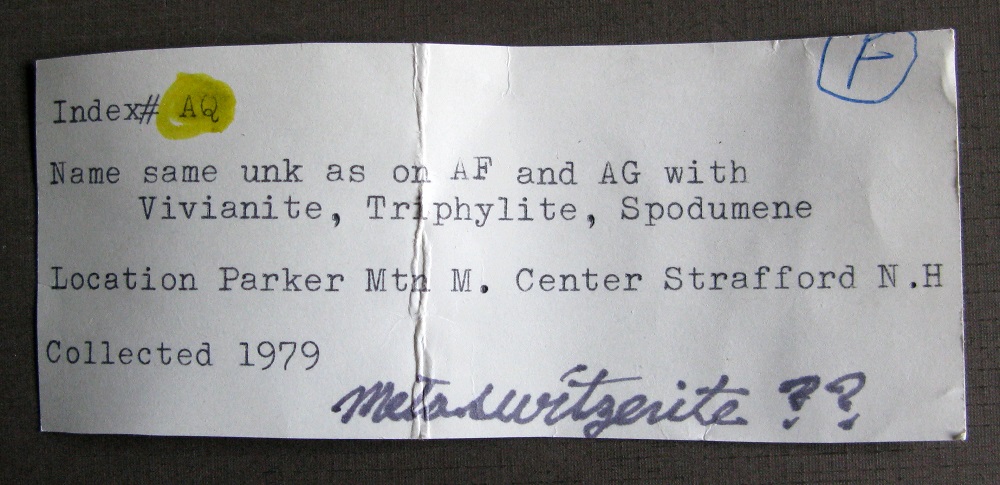 F
Index# AQ
Name same unk as on AF and AG with
Vivianite, Triphylite, Spodumene
Location Parker Mtn M. Center Strafford N.H
Collected 1979
Metaswitzerite ??